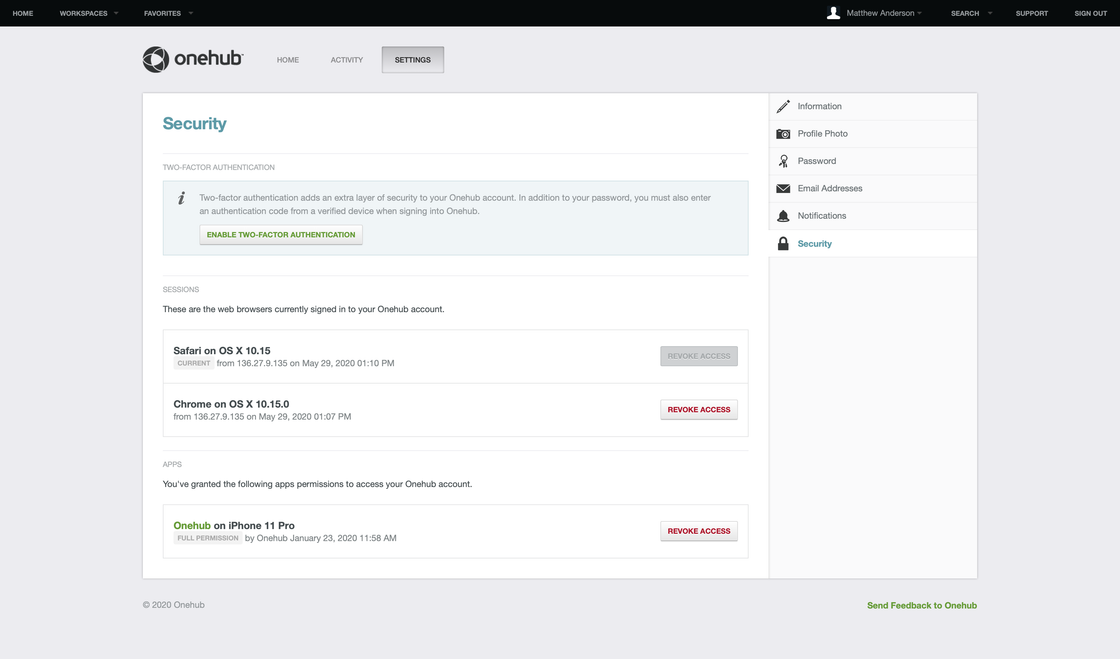 HOME WORKSPACES FAVORITES Matthew Anderson SEARCH SUPPORT SIGN OUT
onehub HOME ACTIVITY SETTINGS
Security
TWO-FACTOR AUTHENTICATION
i
Two-factor authentication adds an extra layer of security to your Onehub account. In addition to your password, you must also enter
an authentication code from a verified device when signing into Onehub.
ENABLE TWO-FACTOR AUTHENTICATION
SESSIONS
These are the web browsers currently signed in to your Onehub account.
Safari on OS X 10.15
CURRENT from 136.27.9.135 on May 29, 2020 01:10 PM
REVOKE ACCESS
Chrome on OS X 10.15.0
from 136.27.9.135 on May 29, 2020 01:07 PM
REVOKE ACCESS
APPS
You've granted the following apps permissions to access your Onehub account.
Onehub on iPhone 11 Pro
FULL PERMISSION by Onehub January 23, 2020 11:58 AM
REVOKE ACCESS
Information
Profile Photo
Password
Email Addresses
Notifications
Security
© 2020 Onehub
Send Feedback to Onehub